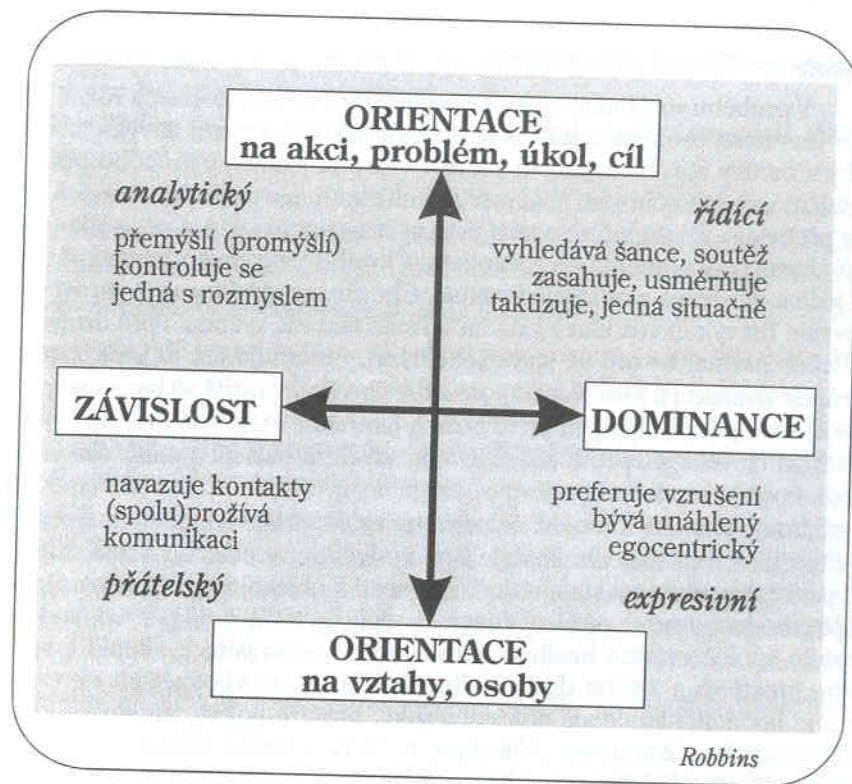 ORIENTACE
na akci, problém, úkol, cíl
analytický
přemýšlí (promýšlí)
kontroluje se
jedná s rozmyslem
řídící
vyhledává šance, soutěž
zasahuje, usměrňuje
taktizuje, jedná situačně
ZÁVISLOST
DOMINANCE
navazuje kontakty
(spolu)prožívá
komunikaci
přátelský
preferuje vzrušení
bývá unáhlený
egocentrický
expresivní
ORIENTACE
na vztahy, osoby
Robbins